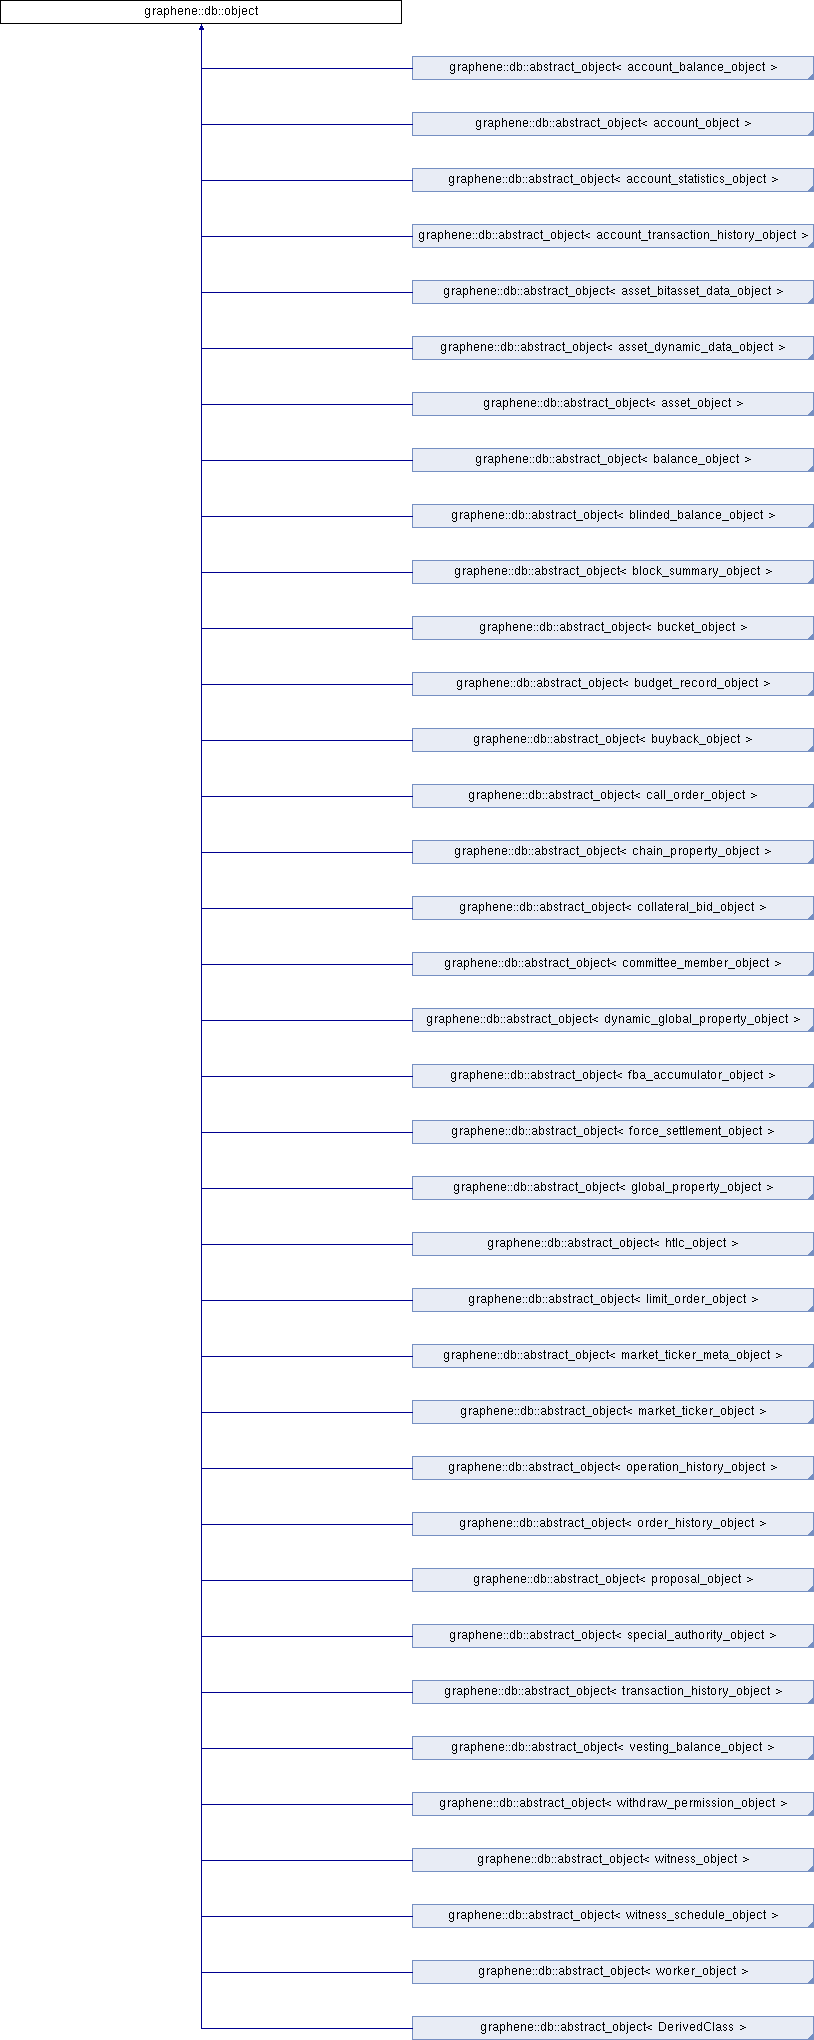 graphene::db::object
graphene::db::abstract_object< account_balance_object >
graphene::db::abstract_object< account_object >
graphene::db::abstract_object< account_statistics_object >
graphene::db::abstract_object< account_transaction_history_object >
graphene::db::abstract_object< asset_bitasset_data_object >
graphene::db::abstract_object< asset_dynamic_data_object >
graphene::db::abstract_object< asset_object >
graphene::db::abstract_object< balance_object >
graphene::db::abstract_object< blinded_balance_object >
graphene::db::abstract_object< block_summary_object >
graphene::db::abstract_object< bucket_object >
graphene::db::abstract_object< budget_record_object >
graphene::db::abstract_object< buyback_object >
graphene::db::abstract_object< call_order_object >
graphene::db::abstract_object< chain_property_object >
graphene::db::abstract_object< collateral_bid_object >
graphene::db::abstract_object< committee_member_object >
graphene::db::abstract_object< dynamic_global_property_object >
graphene::db::abstract_object< fba_accumulator_object >
graphene::db::abstract_object< force_settlement_object >
graphene::db::abstract_object< global_property_object >
graphene::db::abstract_object< htlc_object >
graphene::db::abstract_object< limit_order_object >
graphene::db::abstract_object< market_ticker_meta_object >
graphene::db::abstract_object< market_ticker_object >
graphene::db::abstract_object< operation_history_object >
graphene::db::abstract_object< order_history_object >
graphene::db::abstract_object< proposal_object >
graphene::db::abstract_object< special_authority_object >
graphene::db::abstract_object< transaction_history_object >
graphene::db::abstract_object< vesting_balance_object >
graphene::db::abstract_object< withdraw_permission_object >
graphene::db::abstract_object< witness_object >
graphene::db::abstract_object< witness_schedule_object >
graphene::db::abstract_object< worker_object >
graphene::db::abstract_object< DerivedClass >